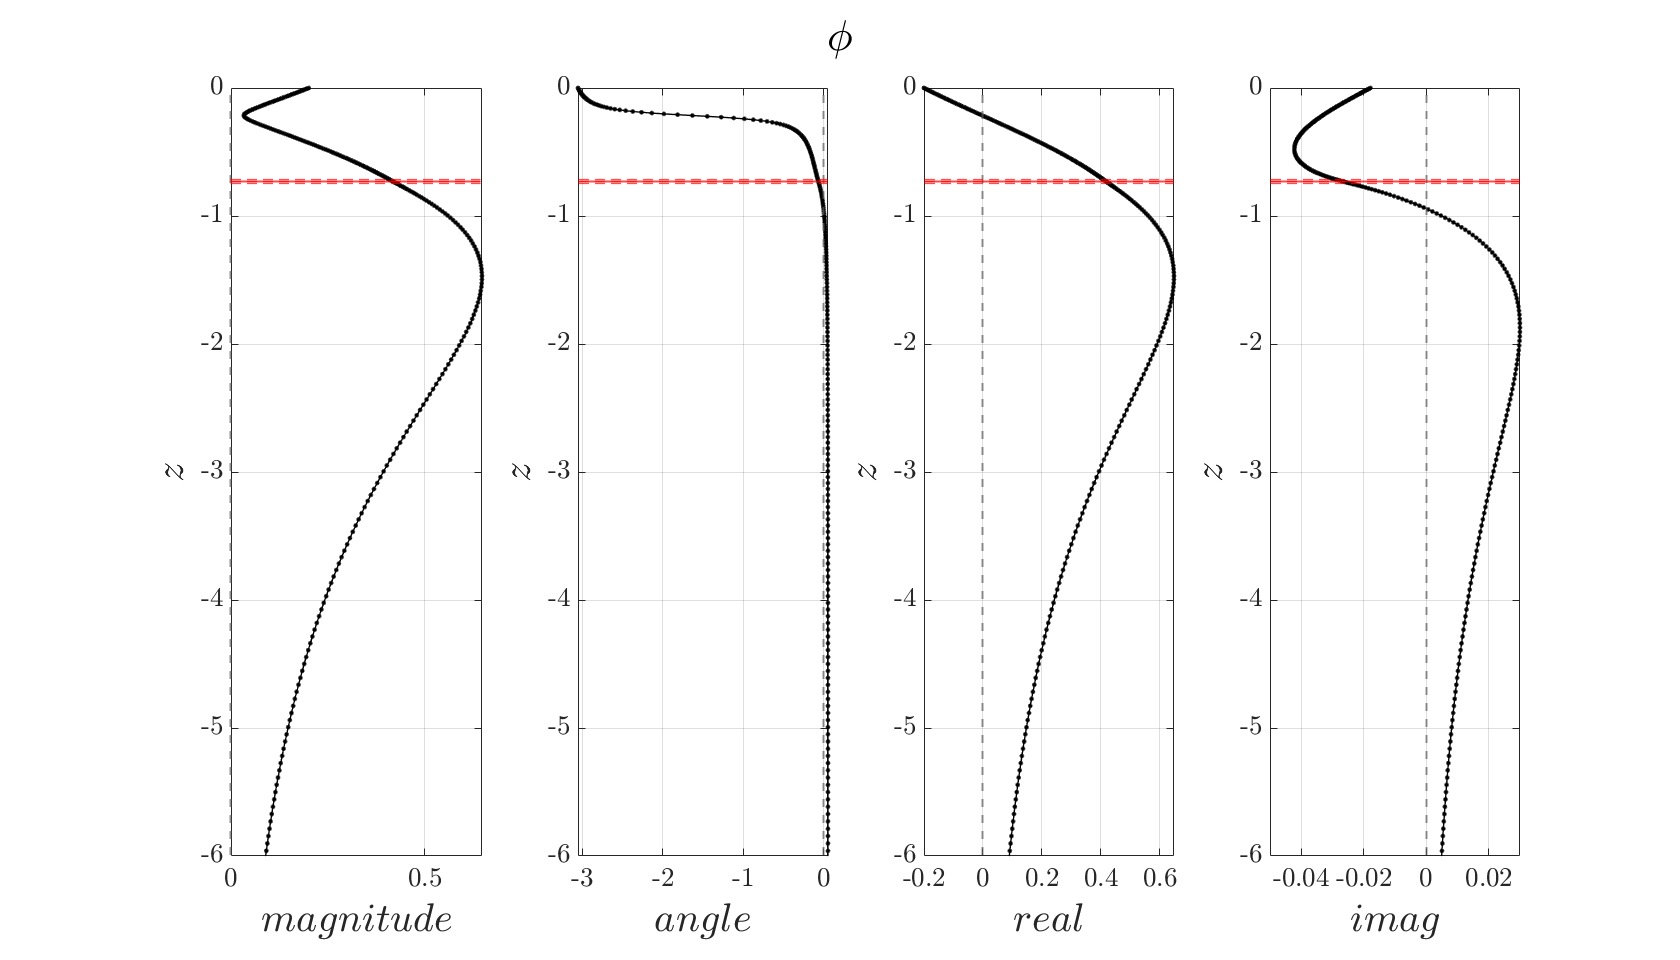 ϕ
0 0 0 0
-1 -1 -1 -1
-2 -2 -2 -2
z -3 z -3 z -3 z -3
-4 -4 -4 -4
-5 -5 -5 -5
-6 -6 -6 -6
0 0.5 -3 -2 -1 0 -0.2 0 0.2 0.4 0.6 -0.04 -0.02 0 0.02
magnitude angle real imag